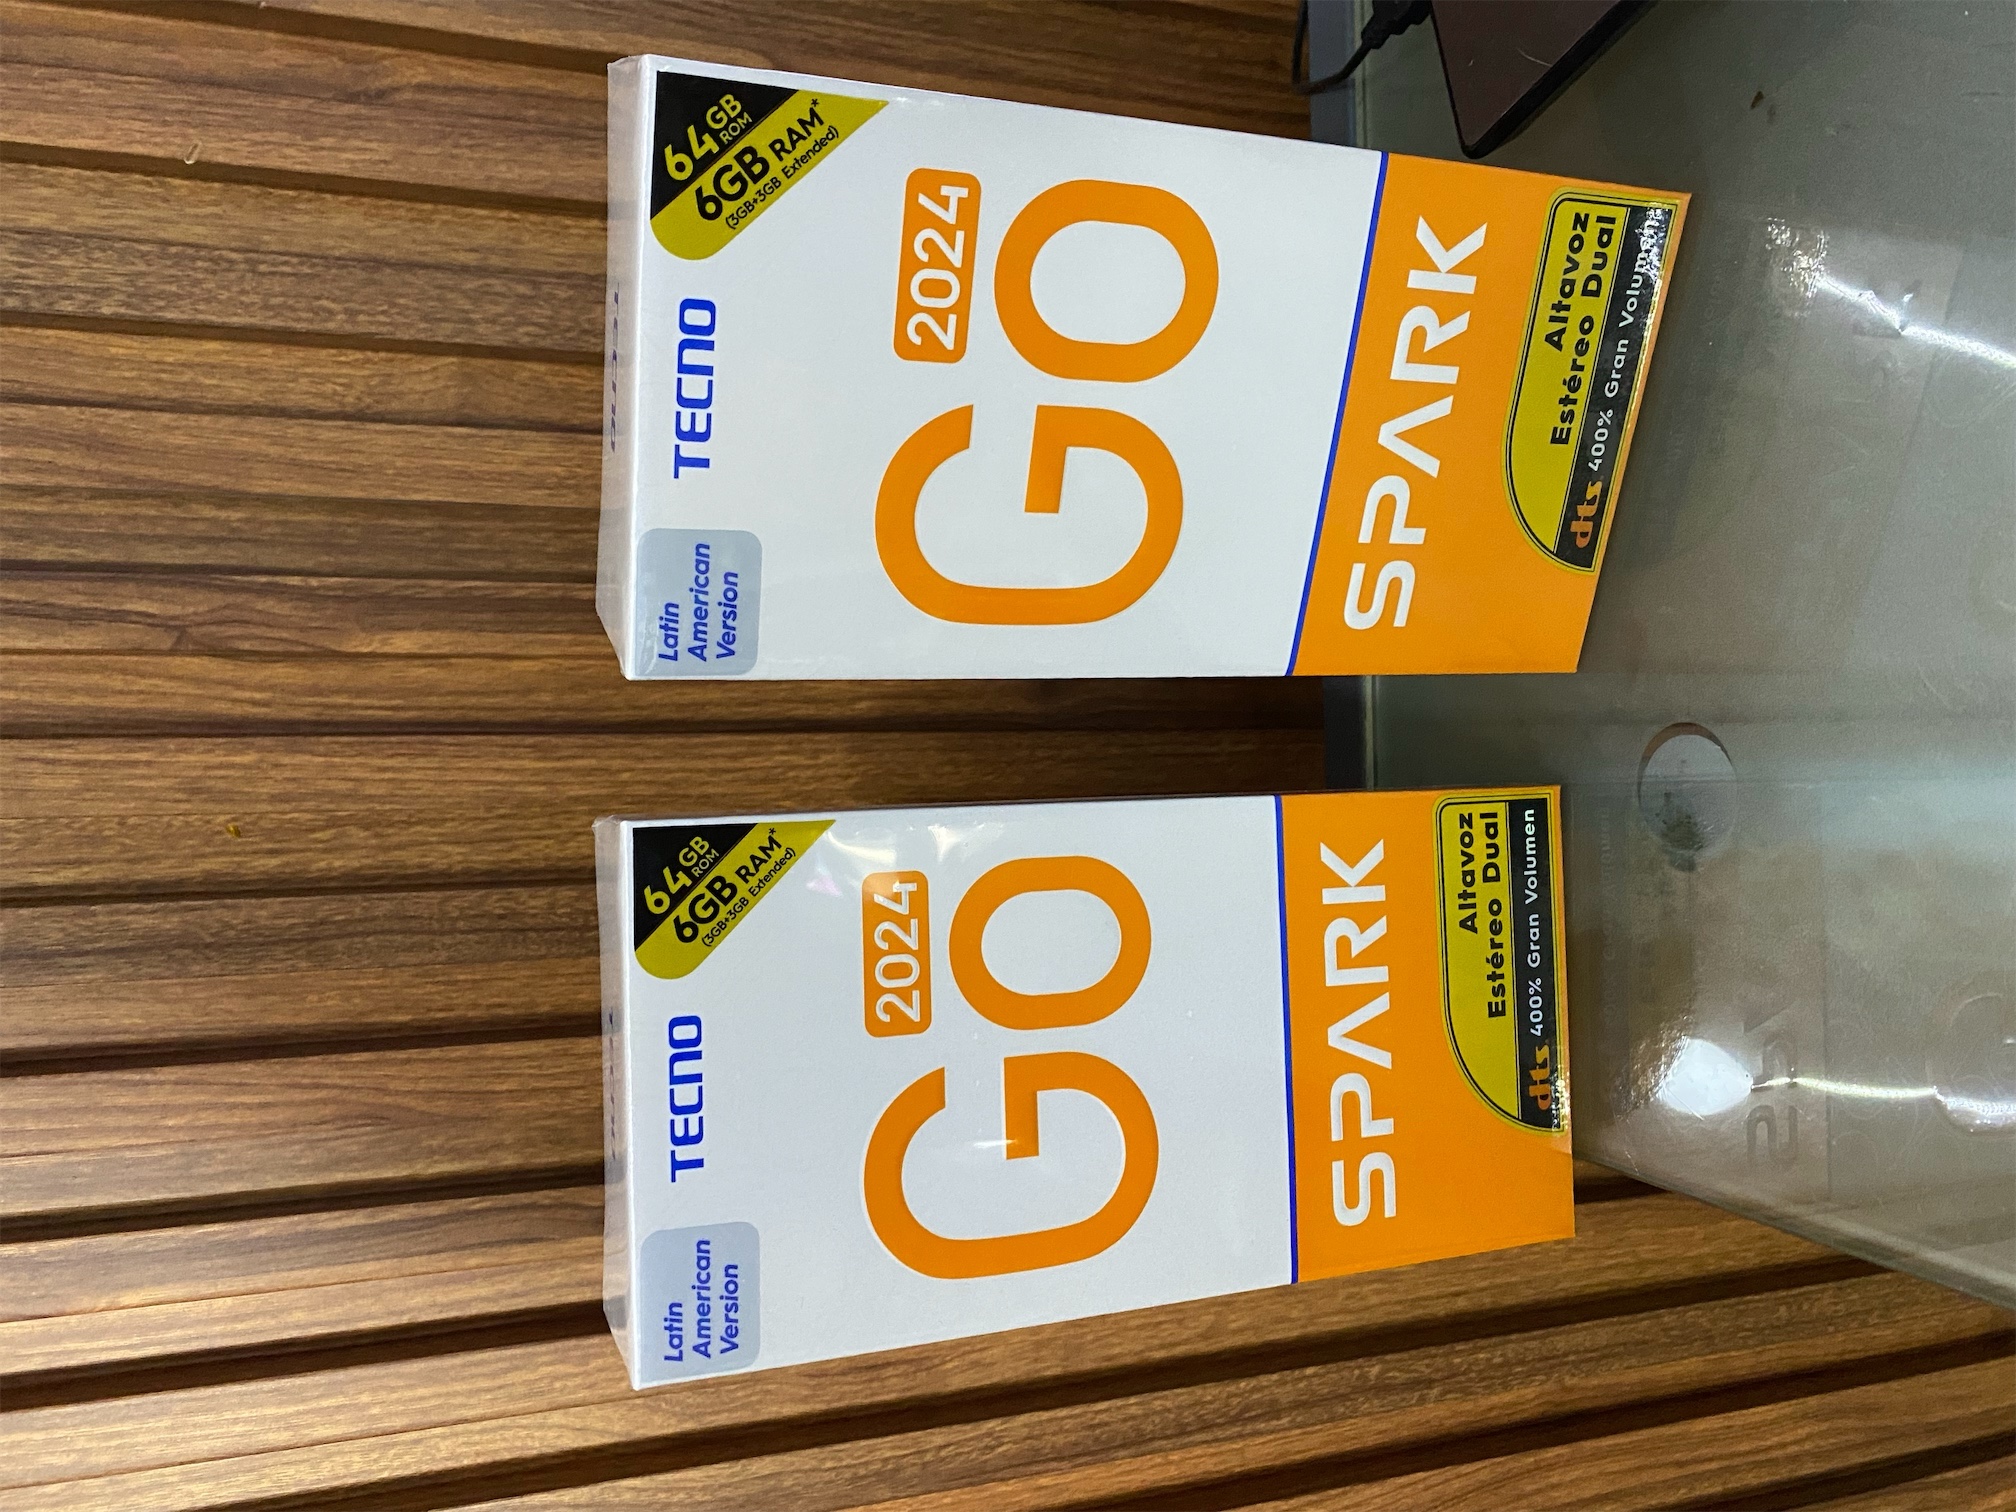 Latin
American
Version
TECNO
64GB
ROM
6GB RAM*
(3GB+3GB Extended)
2024
GO
SPARK
Altavoz
Estéreo Dual
dts 400% Gran Volumen
Latin
American
Version
TECNO
64GB
ROM
6GB RAM*
(3GB+3GB Extended)
2024
GO
SPARK
Altavoz
Estéreo Dual
dts 400% Gran Volumen
TECNO